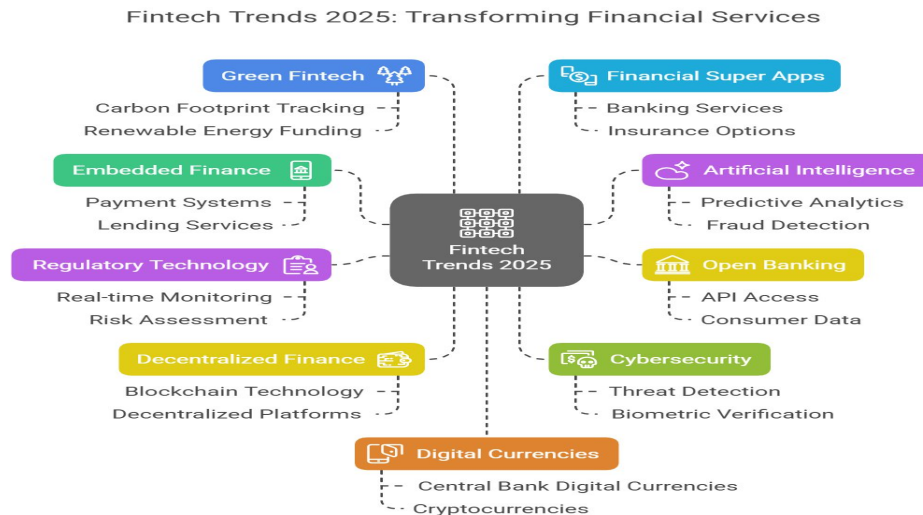 Fintech Trends 2025: Transforming Financial Services
Green Fintech
Carbon Footprint Tracking
Renewable Energy Funding
Financial Super Apps
Banking Services
Insurance Options
Embedded Finance
Payment Systems
Lending Services
Artificial Intelligence
Predictive Analytics
Fraud Detection
Fintech
Trends 2025
Regulatory Technology
Real-time Monitoring
Risk Assessment
Open Banking
API Access
Consumer Data
Decentralized Finance
Blockchain Technology
Decentralized Platforms
Cybersecurity
Threat Detection
Biometric Verification
Digital Currencies
Central Bank Digital Currencies
Cryptocurrencies